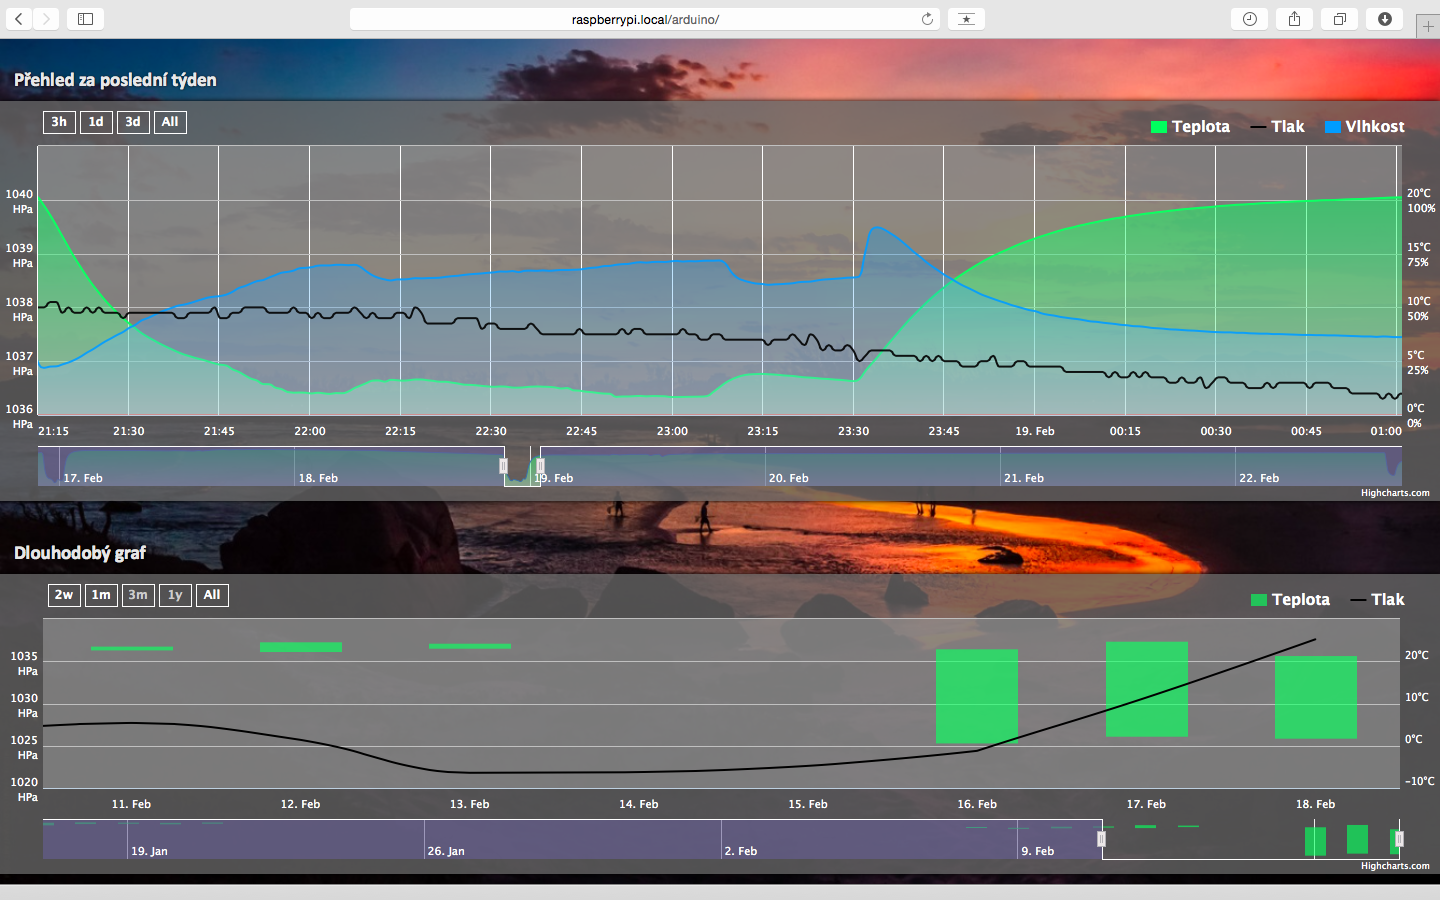 raspberrypi.local/arduino/
Přehled za poslední týden
3h 1d 3d All
Teplota Tlak Vlhkost
1040 HPa
1039 HPa
1038 HPa
1037 HPa
1036 HPa
20°C 100%
15°C 75%
10°C 50%
5°C 25%
0°C 0%
21:15 21:30 21:45 22:00 22:15 22:30 22:45 23:00 23:15 23:30 23:45 19. Feb 00:15 00:30 00:45 01:00
17. Feb 18. Feb 19. Feb 20. Feb 21. Feb 22. Feb
Highcharts.com
Dlouhodobý graf
2w 1m 3m 1y All
Teplota Tlak
1035 HPa
1030 HPa
1025 HPa
1020 HPa
20°C
10°C
0°C
-10°C
11. Feb 12. Feb 13. Feb 14. Feb 15. Feb 16. Feb 17. Feb 18. Feb
19. Jan 26. Jan 2. Feb 9. Feb
Highcharts.com